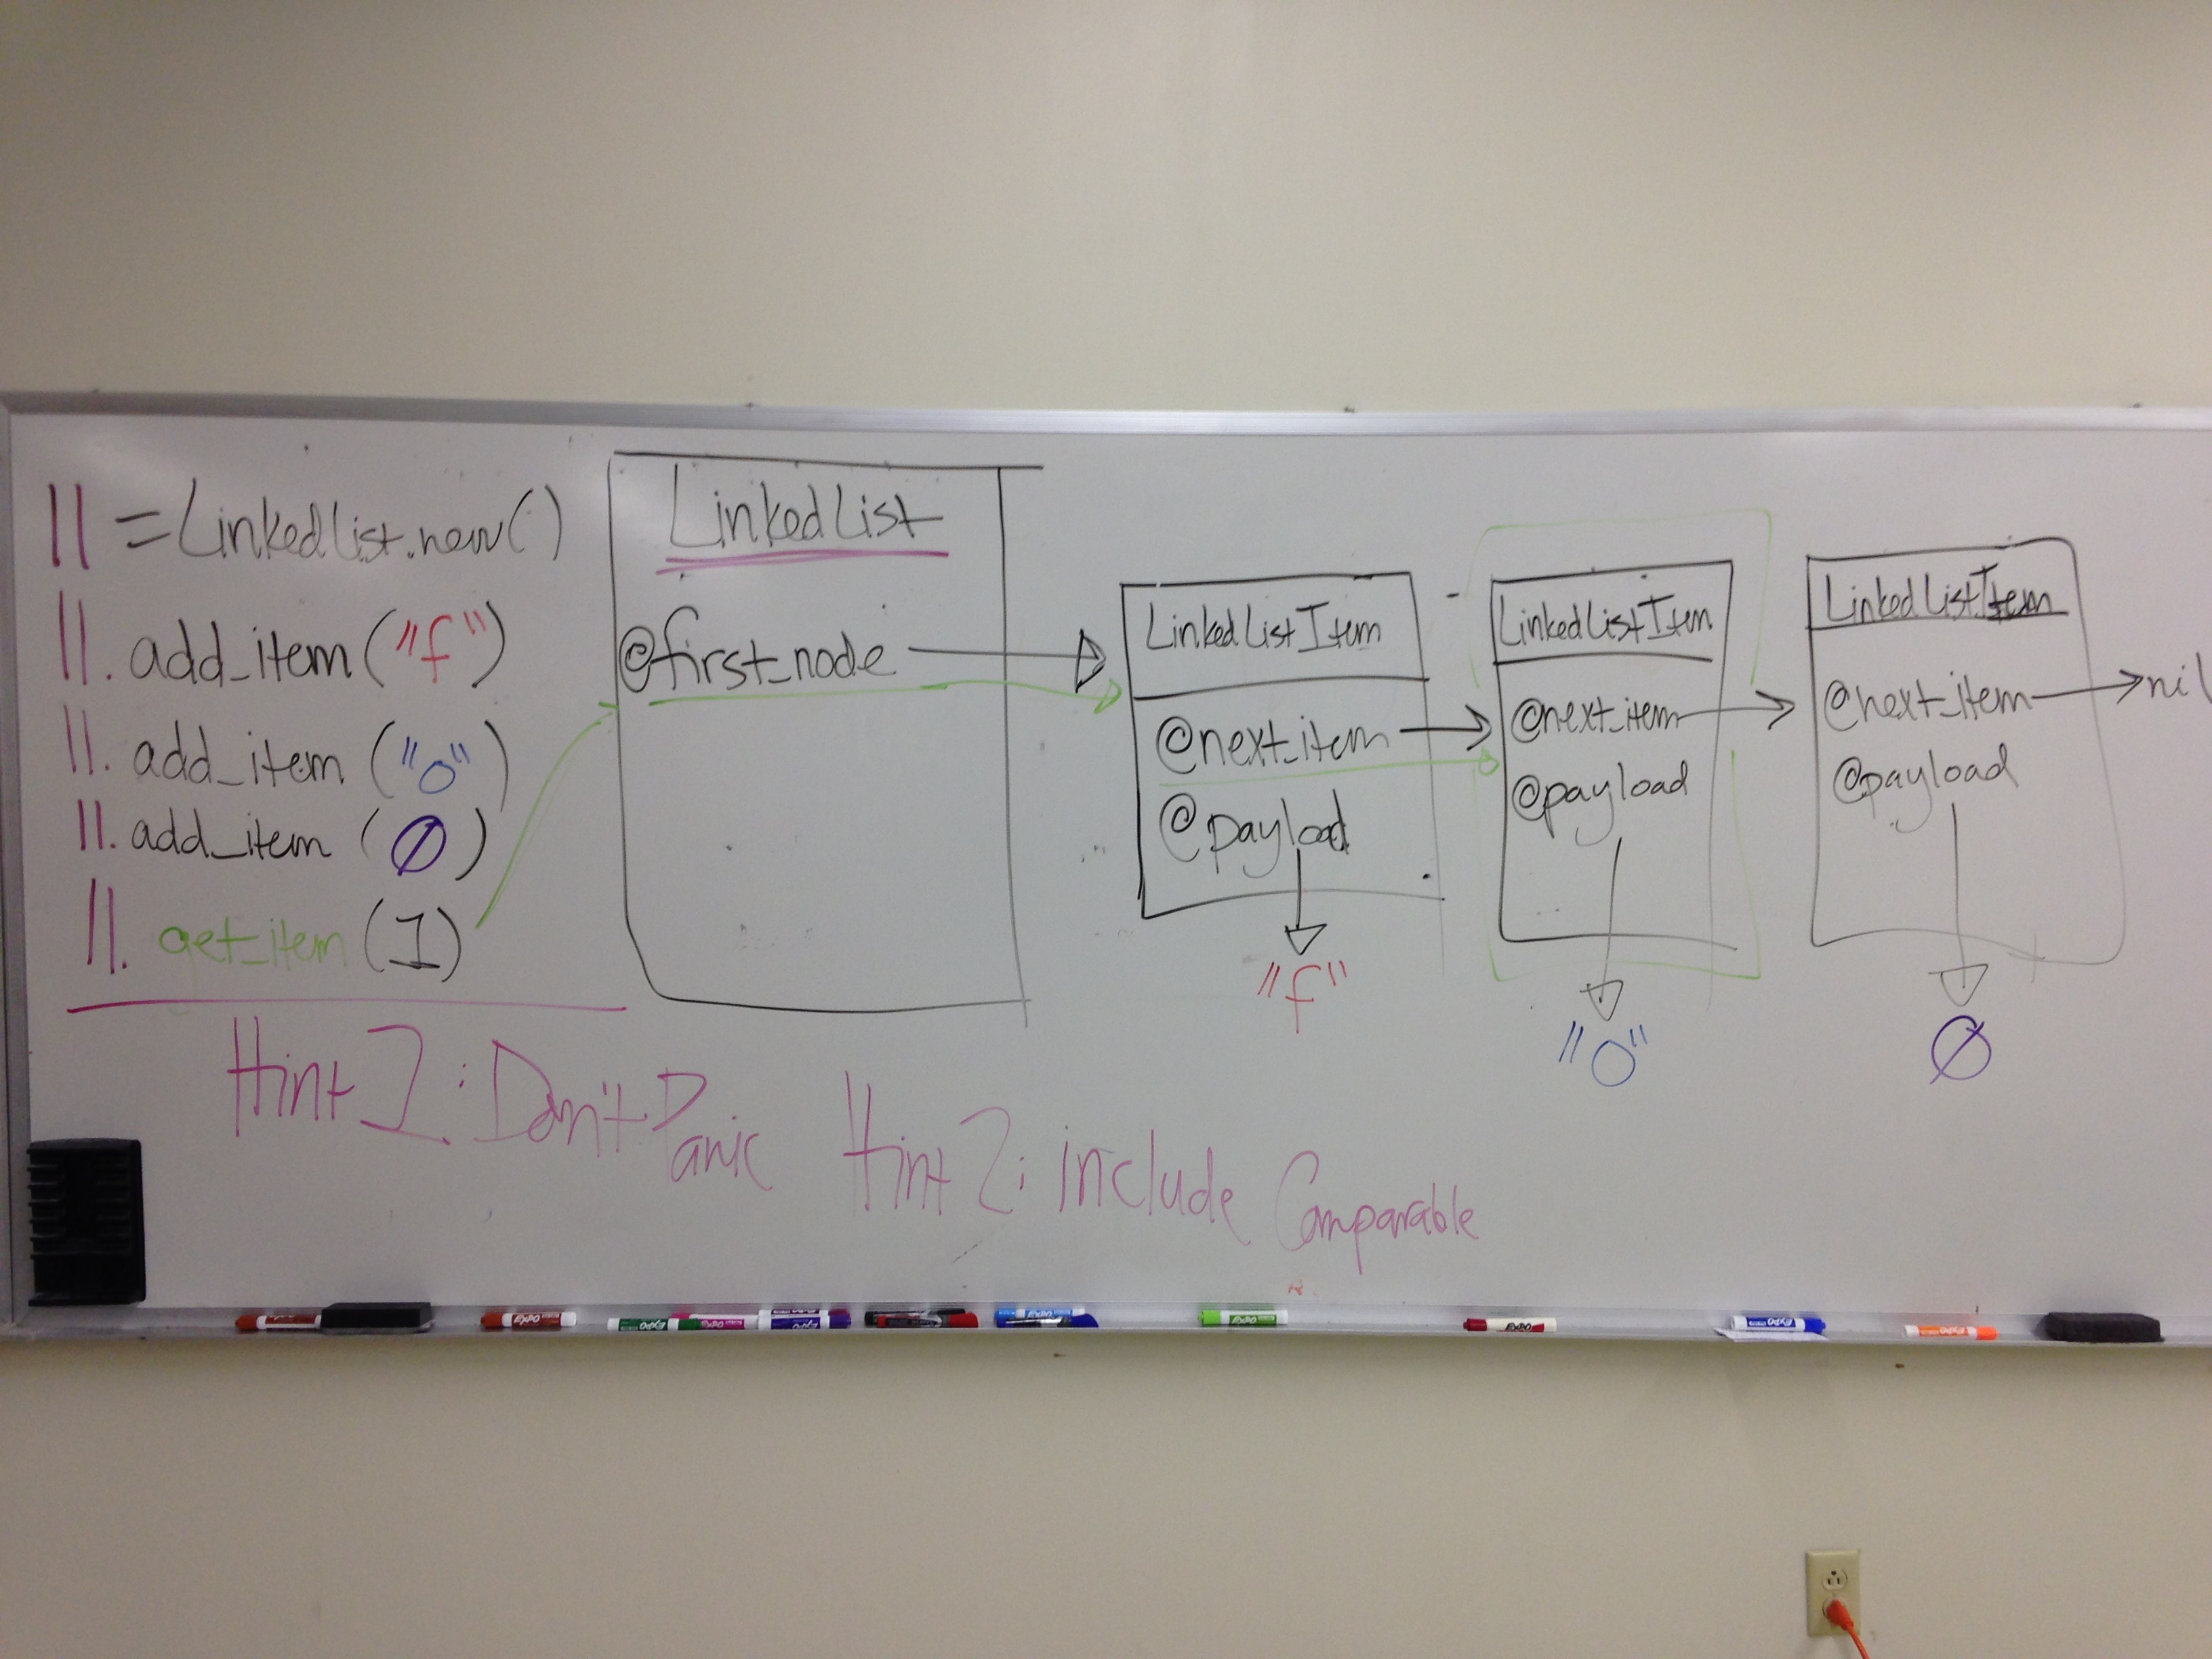 ll = LinkedList.new()
ll. add_item ("f")
ll. add_item ("o")
ll. add_item (Ø)
ll. get_item (1)
LinkedList
@first_node
LinkedListItem
@next_item
@payload
"f"
LinkedListItem
@next_item
@payload
"o"
LinkedListItem
@next_item
nil
@payload
Ø
Hint 1: Don't Panic
Hint 2: include Comparable
EXPO
EXPO
EXPO
EXPO
EXPO
EXPO
EXPO